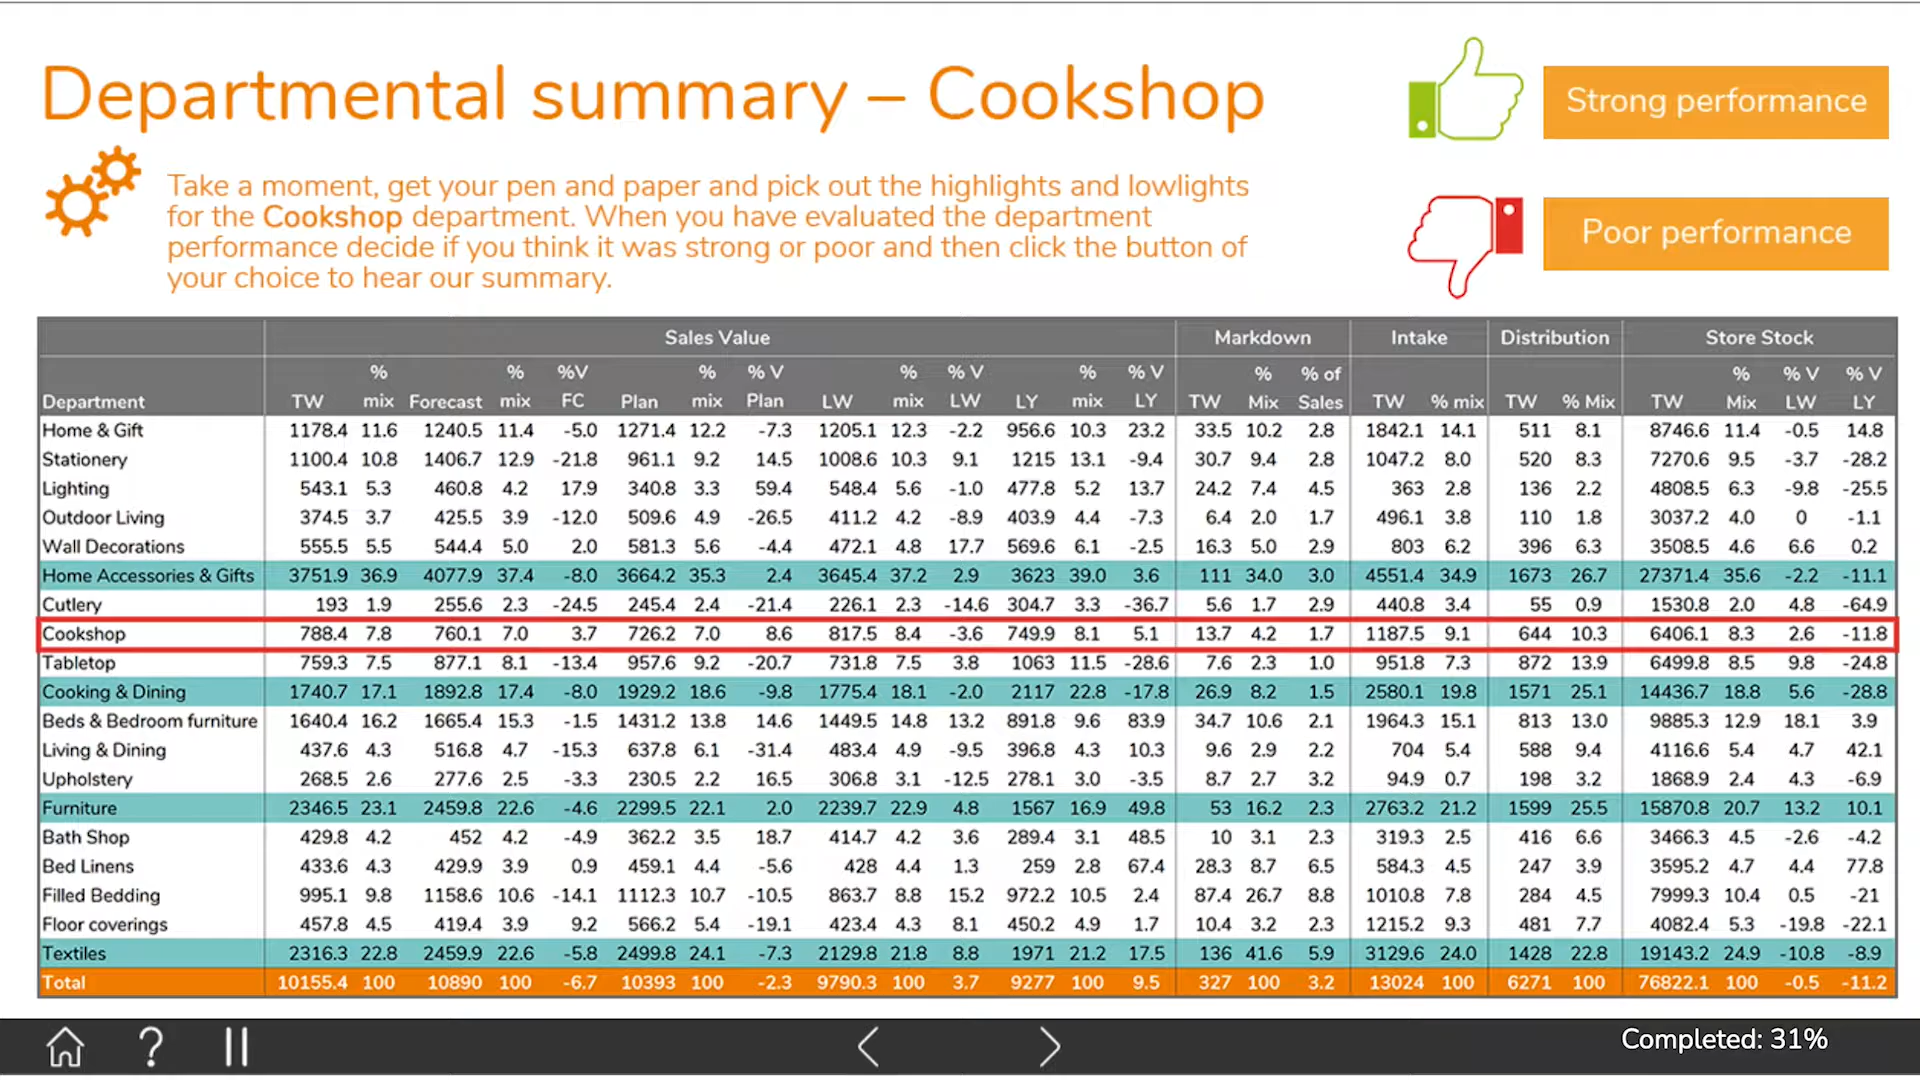 Departmental summary – Cookshop
Strong performance
Take a moment, get your pen and paper and pick out the highlights and lowlights
for the Cookshop department. When you have evaluated the department
performance decide if you think it was strong or poor and then click the button of
your choice to hear our summary.
Poor performance
Sales Value Markdown Intake Distribution Store Stock
% % %V % % V % % V % % V % % of % % V % V
Department TW mix Forecast mix FC Plan mix Plan LW mix LW LY mix LY TW Mix Sales TW % mix TW % Mix TW Mix LW LY
Home & Gift 1178.4 11.6 1240.5 11.4 -5.0 1271.4 12.2 -7.3 1205.1 12.3 -2.2 956.6 10.3 23.2 33.5 10.2 2.8 1842.1 14.1 511 8.1 8746.6 11.4 -0.5 14.8
Stationery 1100.4 10.8 1406.7 12.9 -21.8 961.1 9.2 14.5 1008.6 10.3 9.1 1215 13.1 -9.4 30.7 9.4 2.8 1047.2 8.0 520 8.3 7270.6 9.5 -3.7 -28.2
Lighting 543.1 5.3 460.8 4.2 17.9 340.8 3.3 59.4 548.4 5.6 -1.0 477.8 5.2 13.7 24.2 7.4 4.5 363 2.8 136 2.2 4808.5 6.3 -9.8 -25.5
Outdoor Living 374.5 3.7 425.5 3.9 -12.0 509.6 4.9 -26.5 411.2 4.2 -8.9 403.9 4.4 -7.3 6.4 2.0 1.7 496.1 3.8 110 1.8 3037.2 4.0 0 -1.1
Wall Decorations 555.5 5.5 544.4 5.0 2.0 581.3 5.6 -4.4 472.1 4.8 17.7 569.6 6.1 -2.5 16.3 5.0 2.9 803 6.2 396 6.3 3508.5 4.6 6.6 0.2
Home Accessories & Gifts 3751.9 36.9 4077.9 37.4 -8.0 3664.2 35.3 2.4 3645.4 37.2 2.9 3623 39.0 3.6 111 34.0 3.0 4551.4 34.9 1673 26.7 27371.4 35.6 -2.2 -11.1
Cutlery 193 1.9 255.6 2.3 -24.5 245.4 2.4 -21.4 226.1 2.3 -14.6 304.7 3.3 -36.7 5.6 1.7 2.9 440.8 3.4 55 0.9 1530.8 2.0 4.8 -64.9
Cookshop 788.4 7.8 760.1 7.0 3.7 726.2 7.0 8.6 817.5 8.4 -3.6 749.9 8.1 5.1 13.7 4.2 1.7 1187.5 9.1 644 10.3 6406.1 8.3 2.6 -11.8
Tabletop 759.3 7.5 877.1 8.1 -13.4 957.6 9.2 -20.7 731.8 7.5 3.8 1063 11.5 -28.6 7.6 2.3 1.0 951.8 7.3 872 13.9 6499.8 8.5 9.8 -24.8
Cooking & Dining 1740.7 17.1 1892.8 17.4 -8.0 1929.2 18.6 -9.8 1775.4 18.1 -2.0 2117 22.8 -17.8 26.9 8.2 1.5 2580.1 19.8 1571 25.1 14436.7 18.8 5.6 -28.8
Beds & Bedroom furniture 1640.4 16.2 1665.4 15.3 -1.5 1431.2 13.8 14.6 1449.5 14.8 13.2 891.8 9.6 83.9 34.7 10.6 2.1 1964.3 15.1 813 13.0 9885.3 12.9 18.1 3.9
Living & Dining 437.6 4.3 516.8 4.7 -15.3 637.8 6.1 -31.4 483.4 4.9 -9.5 396.8 4.3 10.3 9.6 2.9 2.2 704 5.4 588 9.4 4116.6 5.4 4.7 42.1
Upholstery 268.5 2.6 277.6 2.5 -3.3 230.5 2.2 16.5 306.8 3.1 -12.5 278.1 3.0 -3.5 8.7 2.7 3.2 94.9 0.7 198 3.2 1868.9 2.4 4.3 -6.9
Furniture 2346.5 23.1 2459.8 22.6 -4.6 2299.5 22.1 2.0 2239.7 22.9 4.8 1567 16.9 49.8 53 16.2 2.3 2763.2 21.2 1599 25.5 15870.8 20.7 13.2 10.1
Bath Shop 429.8 4.2 452 4.2 -4.9 362.2 3.5 18.7 414.7 4.2 3.6 289.4 3.1 48.5 10 3.1 2.3 319.3 2.5 416 6.6 3466.3 4.5 -2.6 -4.2
Bed Linens 433.6 4.3 429.9 3.9 0.9 459.1 4.4 -5.6 428 4.4 1.3 259 2.8 67.4 28.3 8.7 6.5 584.3 4.5 247 3.9 3595.2 4.7 4.4 77.8
Filled Bedding 995.1 9.8 1158.6 10.6 -14.1 1112.3 10.7 -10.5 863.7 8.8 15.2 972.2 10.5 2.4 87.4 26.7 8.8 1010.8 7.8 284 4.5 7999.3 10.4 0.5 -21
Floor coverings 457.8 4.5 419.4 3.9 9.2 566.2 5.4 -19.1 423.4 4.3 8.1 450.2 4.9 1.7 10.4 3.2 2.3 1215.2 9.3 481 7.7 4082.4 5.3 -19.8 -22.1
Textiles 2316.3 22.8 2459.9 22.6 -5.8 2499.8 24.1 -7.3 2129.8 21.8 8.8 1971 21.2 17.5 136 41.6 5.9 3129.6 24.0 1428 22.8 19143.2 24.9 -10.8 -8.9
Total 10155.4 100 10890 100 -6.7 10393 100 -2.3 9790.3 100 3.7 9277 100 9.5 327 100 3.2 13024 100 6271 100 76822.1 100 -0.5 -11.2
Completed: 31%